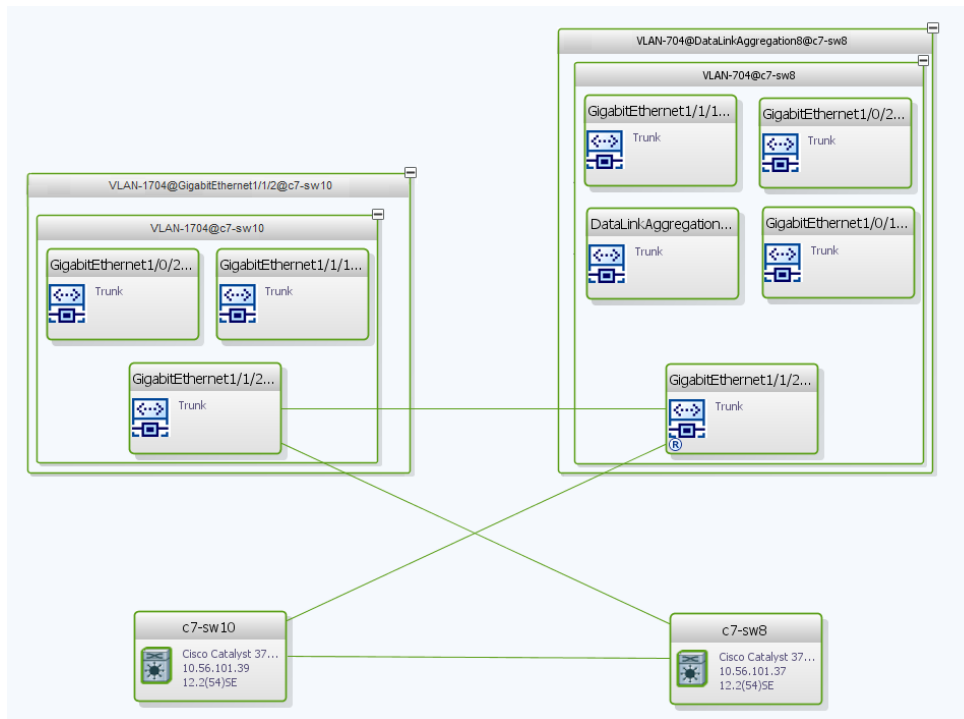 VLAN-704@DataLinkAggregation8@c7-sw8
VLAN-704@c7-sw8
GigabitEthernet1/1/1...
Trunk
GigabitEthernet1/0/2...
Trunk
DataLinkAggregation...
Trunk
GigabitEthernet1/0/1...
Trunk
GigabitEthernet1/1/2...
Trunk
R
VLAN-1704@GigabitEthernet1/1/2@c7-sw10
VLAN-1704@c7-sw10
GigabitEthernet1/0/2...
Trunk
GigabitEthernet1/1/1...
Trunk
GigabitEthernet1/1/2...
Trunk
c7-sw10
Cisco Catalyst 37...
10.56.101.39
12.2(54)SE
c7-sw8
Cisco Catalyst 37...
10.56.101.37
12.2(54)SE